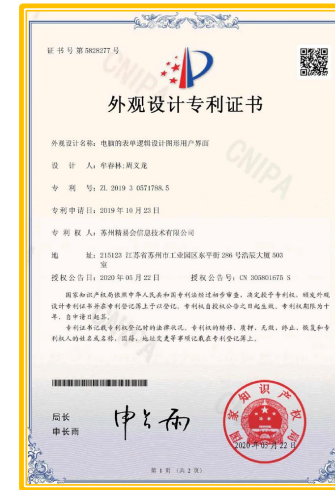 证书号第5828277号
外观设计专利证书
外观设计名称：电脑的表单逻辑设计图形用户界面
设 计 人：牟春林;周文龙
专 利 号：ZL 2019 3 0571788.5
专利申请日：2019年10月23日
专 利 权 人：苏州精易会信息技术有限公司
地 址：215123 江苏省苏州市工业园区东平街286号浩辰大厦503
室
授权公告日：2020年05月22日 授权公告号：CN 305801675 S
国家知识产权局依照中华人民共和国专利法经过初步审查，决定授予专利权，颁发外观
设计专利证书并在专利登记簿上予以登记。专利权自授权公告之日起生效。专利权期限为十
年，自申请日起算。
专利证书记载专利权登记时的法律状况。专利权的转移、质押、无效、终止、恢复和专
利权人的姓名或名称、国籍、地址变更等事项记载在专利登记簿上。
局长
申长雨
申长雨
国家知识产权局
2020年05月22日
第 1 页 （共 2 页）
CNIPA
CNIPA